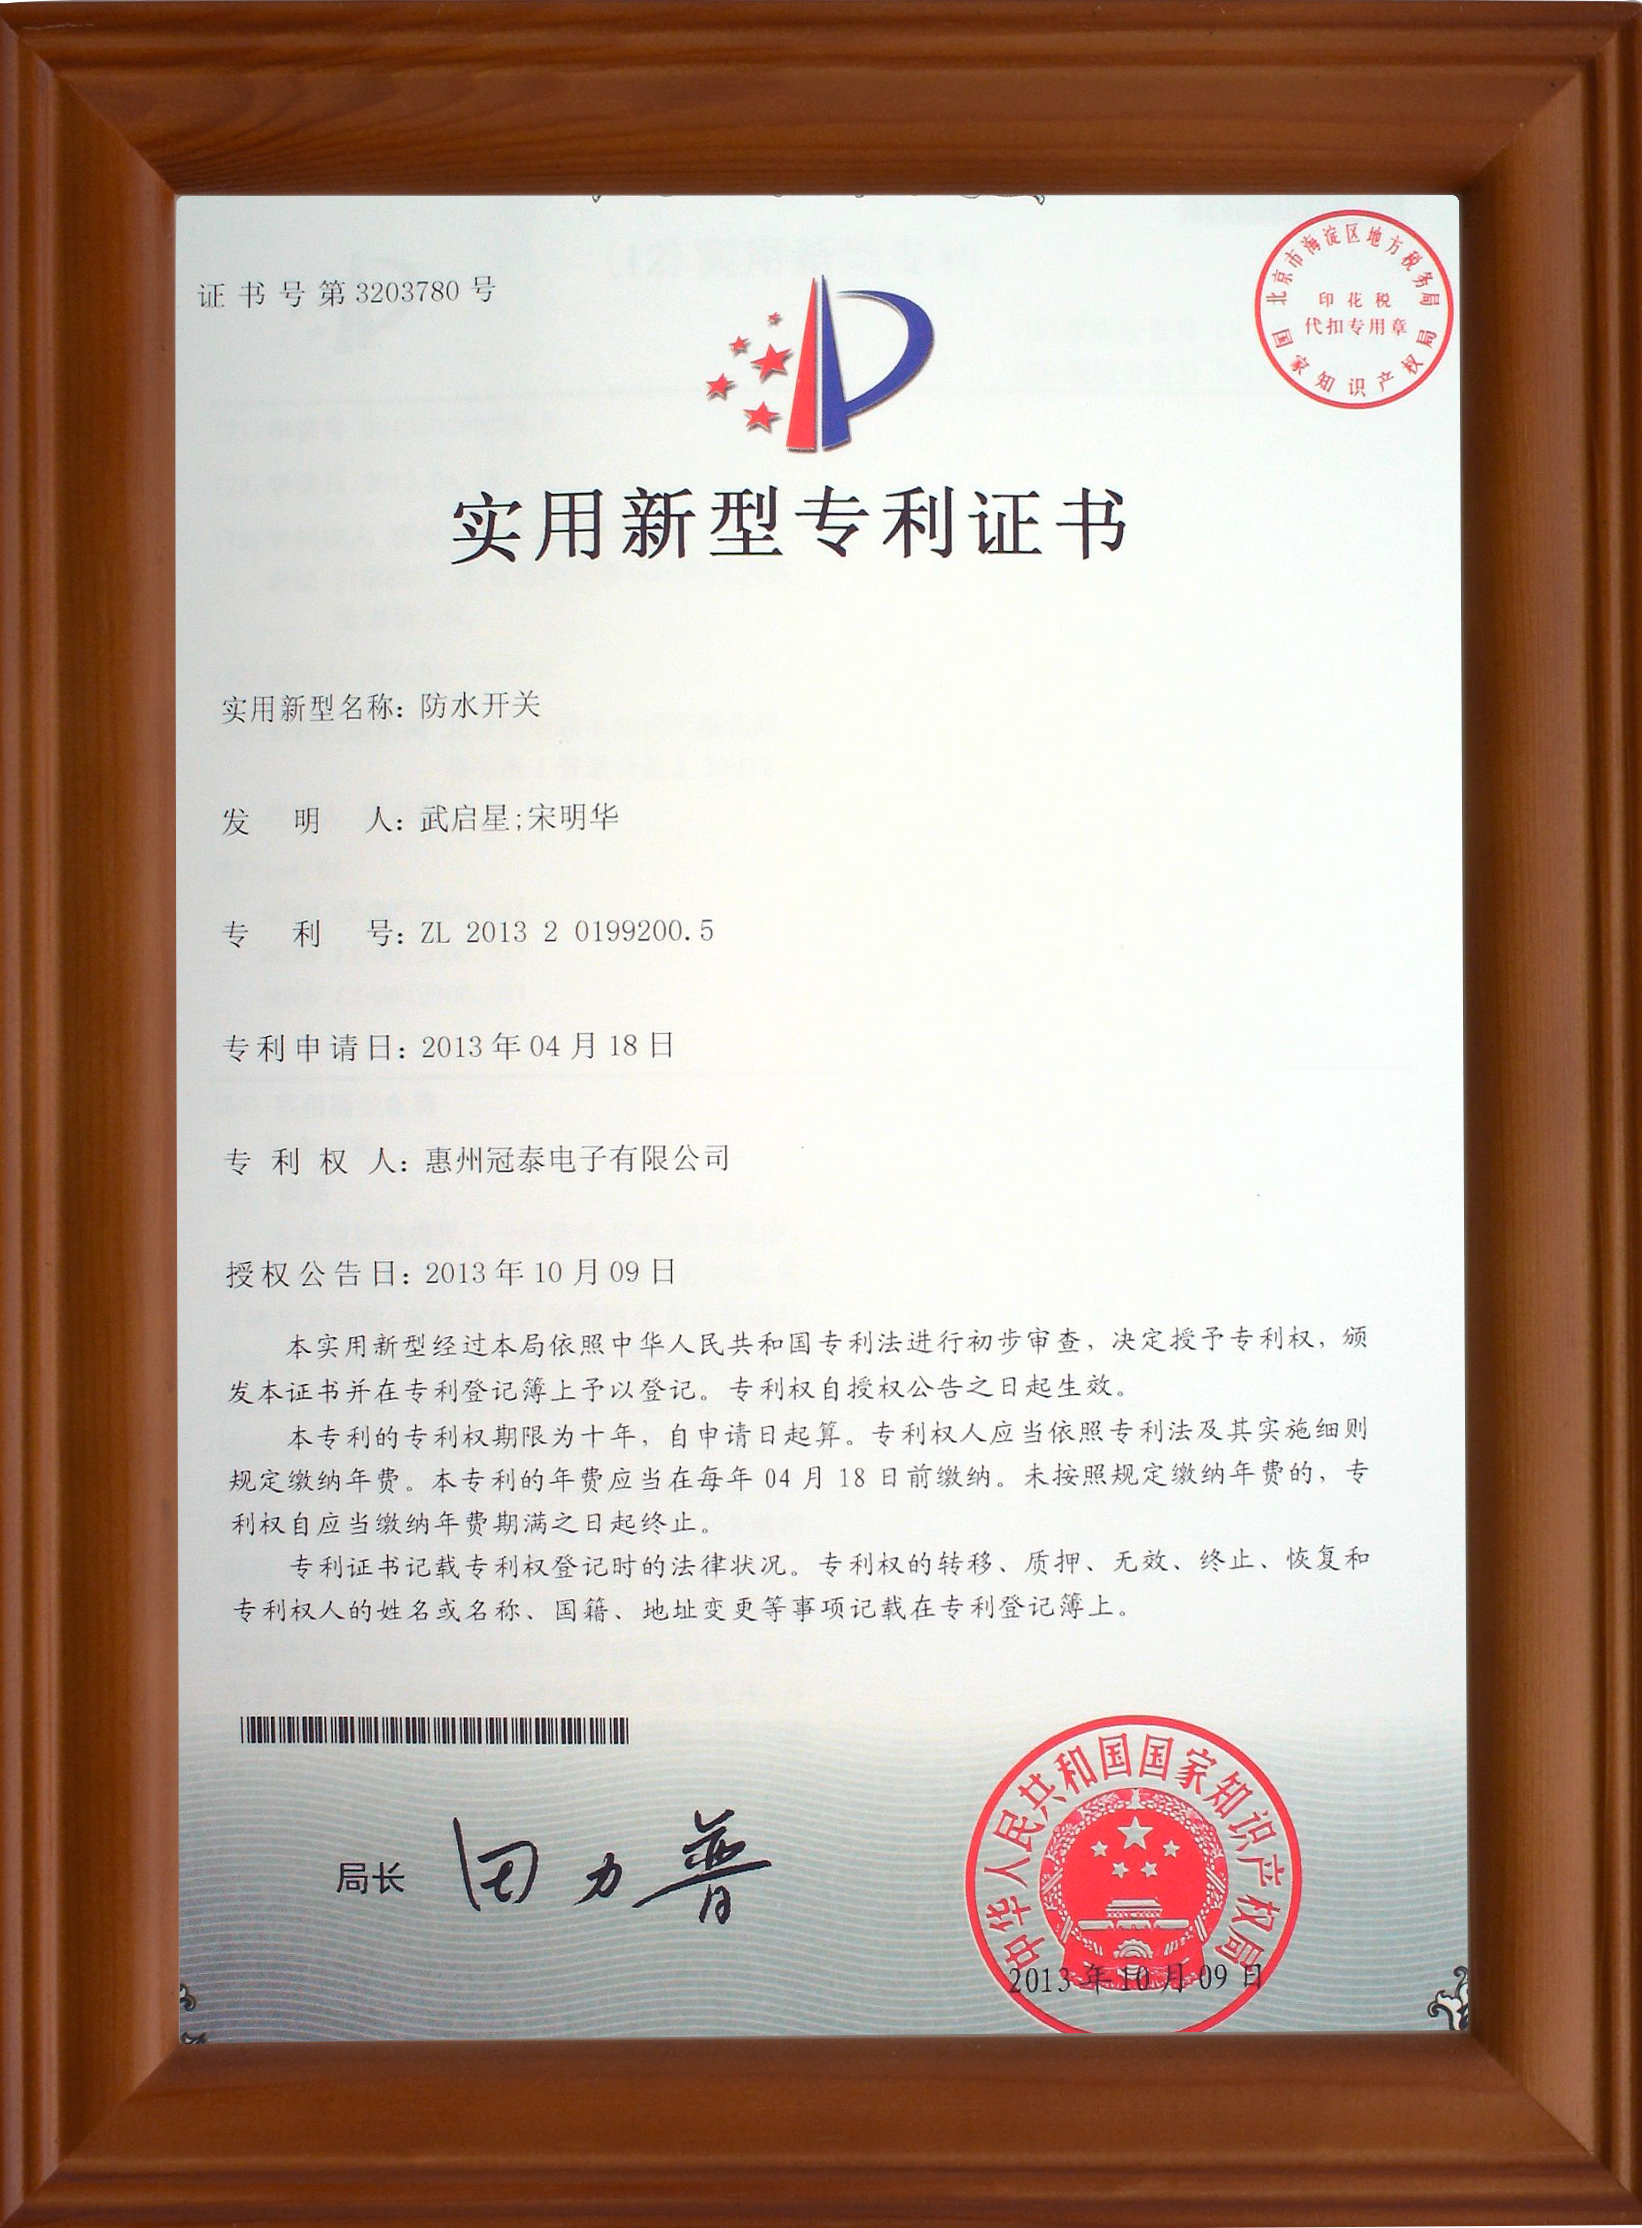 证书号第3203780号
北京市海淀区地方税务局
印花税
代扣专用章
国家知识产权局
实用新型专利证书
实用新型名称：防水开关
发明人：武启星;宋明华
专利号：ZL 2013 2 0199200.5
专利申请日：2013年04月18日
专利权人：惠州冠泰电子有限公司
授权公告日：2013年10月09日
本实用新型经过本局依照中华人民共和国专利法进行初步审查，决定授予专利权，颁
发本证书并在专利登记簿上予以登记。专利权自授权公告之日起生效。
本专利的专利权期限为十年，自申请日起算。专利权人应当依照专利法及其实施细则
规定缴纳年费。本专利的年费应当在每年 04 月 18 日前缴纳。未按照规定缴纳年费的，专
利权自应当缴纳年费期满之日起终止。
专利证书记载专利权登记时的法律状况。专利权的转移、质押、无效、终止、恢复和
专利权人的姓名或名称、国籍、地址变更等事项记载在专利登记簿上。
局长 田力普
中华人民共和国国家知识产权局
2013年10月09日